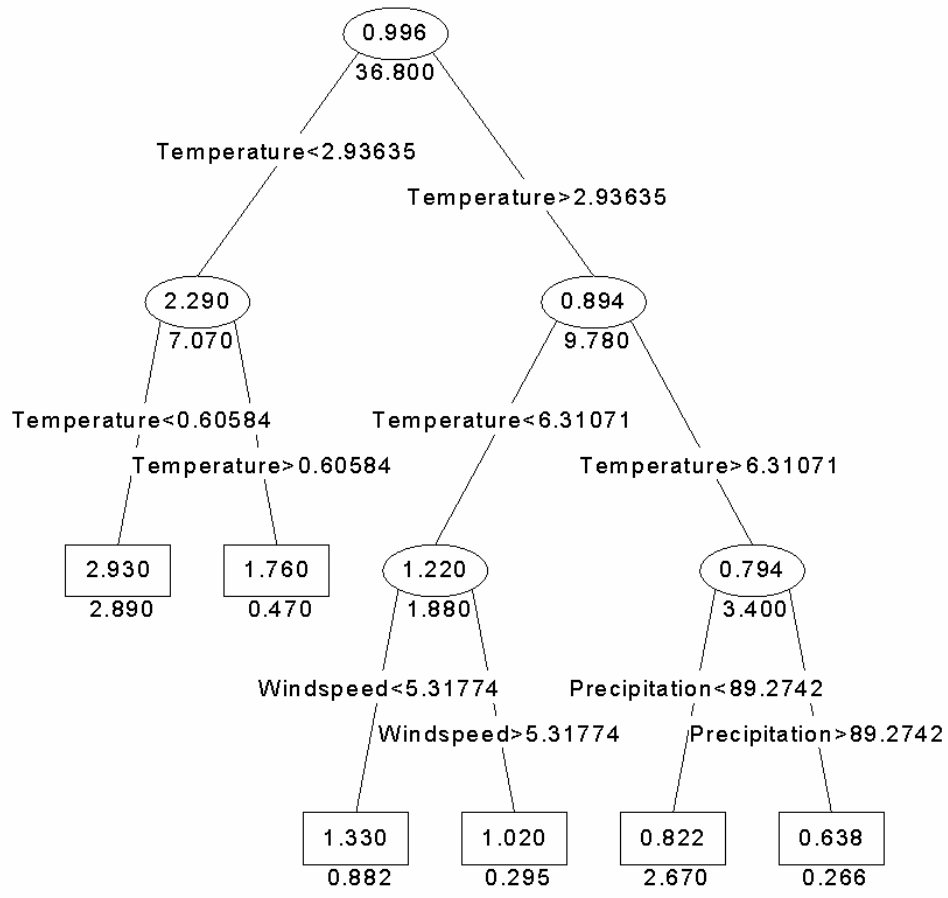 0.996
36.800
Temperature<2.93635
Temperature>2.93635
2.290
7.070
0.894
9.780
Temperature<0.60584
Temperature>0.60584
Temperature<6.31071
Temperature>6.31071
2.930
2.890
1.760
0.470
1.220
1.880
0.794
3.400
Windspeed<5.31774
Windspeed>5.31774
Precipitation<89.2742
Precipitation>89.2742
1.330
0.882
1.020
0.295
0.822
2.670
0.638
0.266